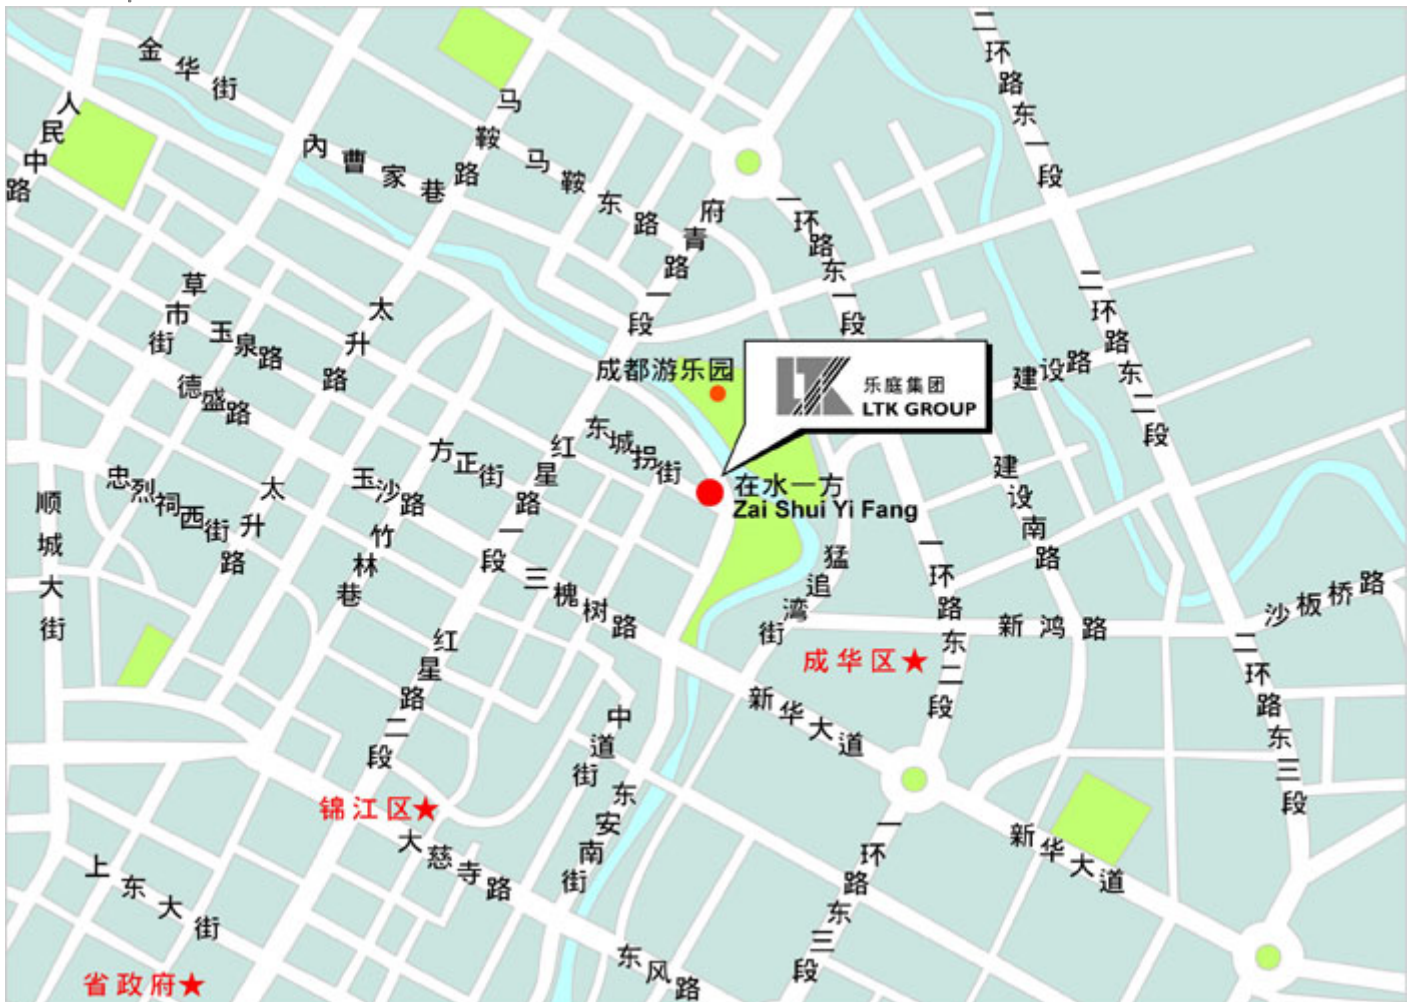 金华街
人民中路
内曹家巷
马鞍路
马鞍东路
府青路一段
一环路东一段
二环路东一段
草市街
玉泉路
德盛路
太升路
成都游乐园
乐庭集团
LTK GROUP
建设路
二环路东二段
忠烈祠西街
太升路
玉沙路
方正街
竹林巷
红星路一段
东城拐街
在水一方
Zai Shui Yi Fang
建设南路
顺城大街
三槐树路
猛追湾街
一环路东二段
新鸿路
沙板桥路
成华区
红星路二段
中道街
新华大道
二环路东三段
锦江区
大慈寺路
东安南街
一环路东三段
新华大道
上东大街
东风路
省政府